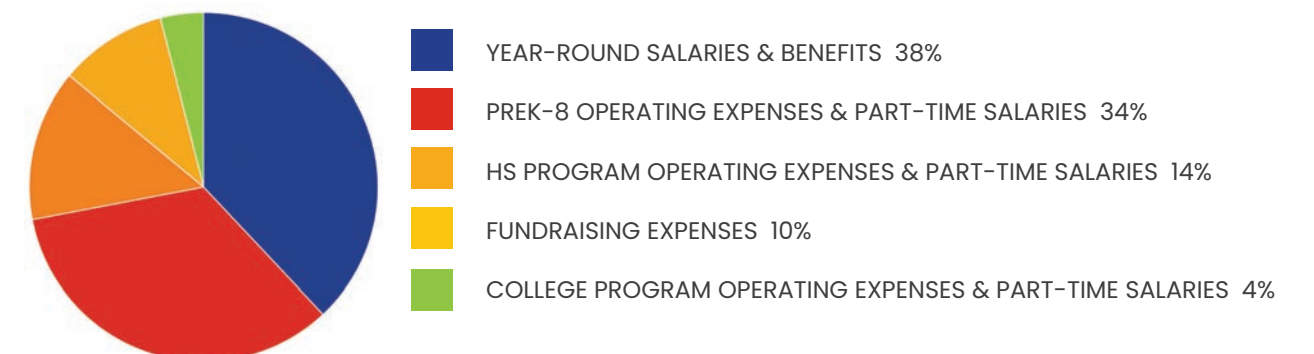 YEAR-ROUND SALARIES & BENEFITS 38%
PREK-8 OPERATING EXPENSES & PART-TIME SALARIES 34%
HS PROGRAM OPERATING EXPENSES & PART-TIME SALARIES 14%
FUNDRAISING EXPENSES 10%
COLLEGE PROGRAM OPERATING EXPENSES & PART-TIME SALARIES 4%